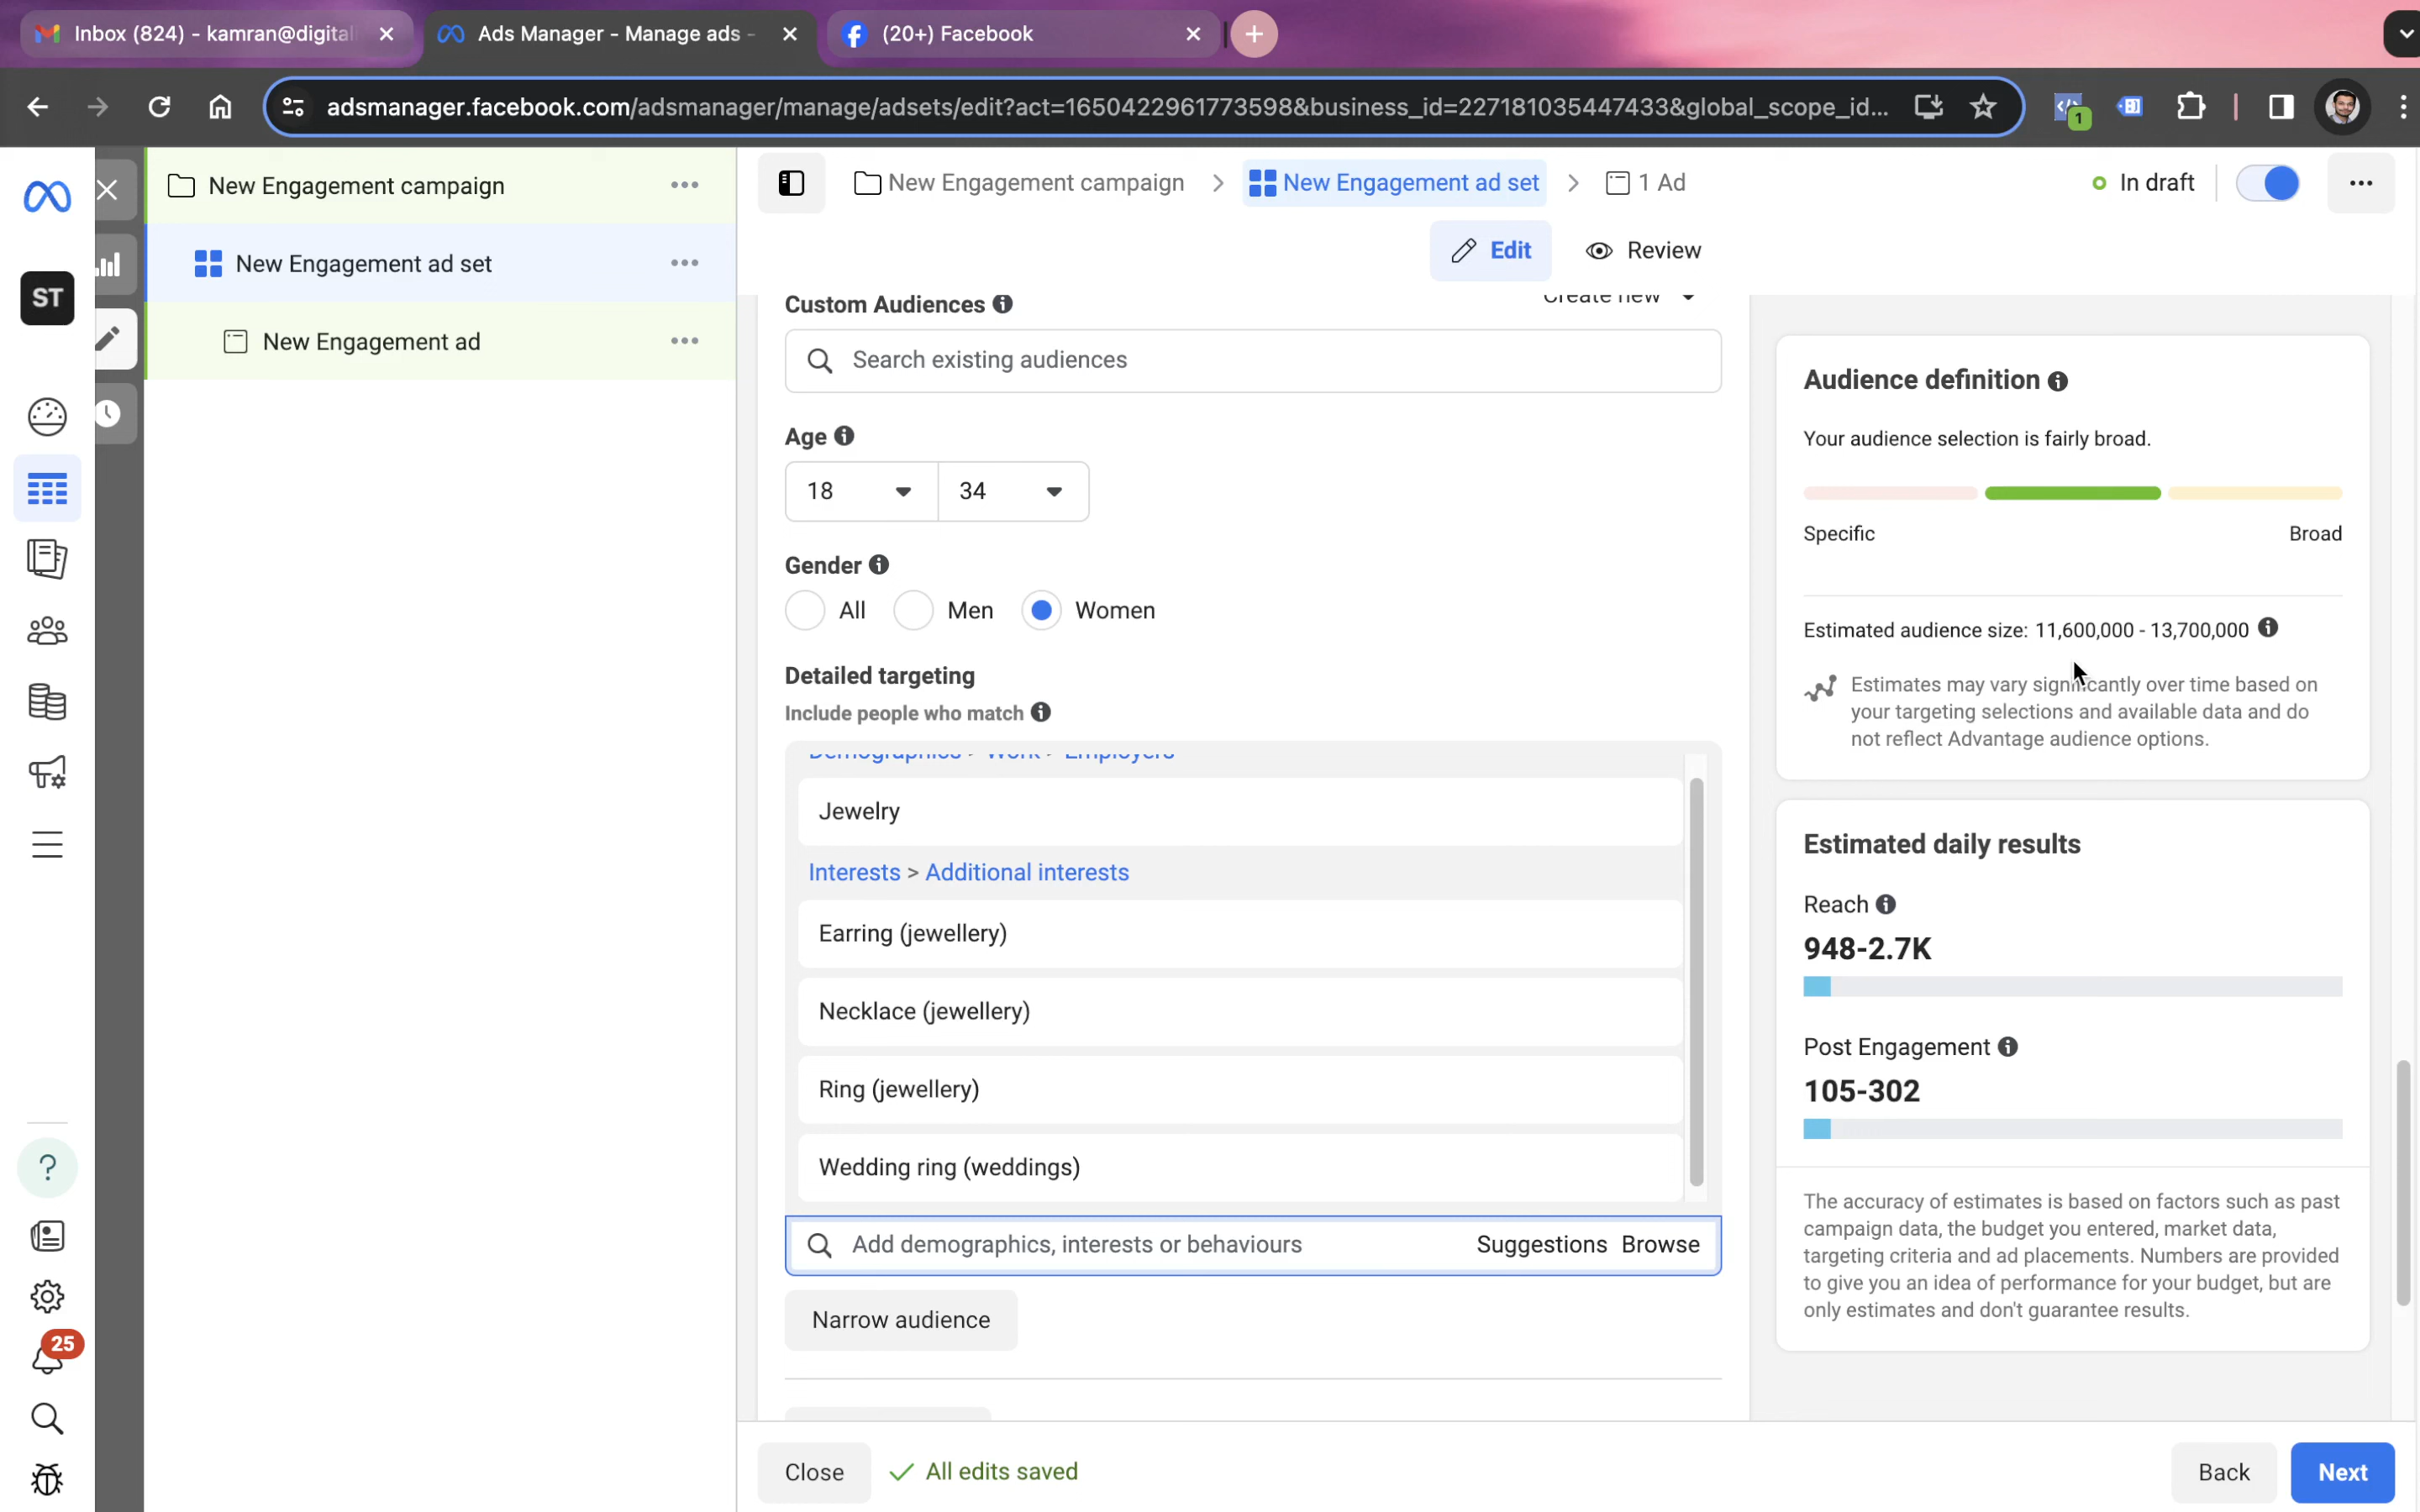 Inbox (824) - kamran@digital
Ads Manager - Manage ads -
(20+) Facebook
adsmanager.facebook.com/adsmanager/manage/adsets/edit?act=1650422961773598&business_id=227181035447433&global_scope_id...
1
ST
New Engagement campaign
New Engagement ad set
New Engagement ad
New Engagement campaign > New Engagement ad set > 1 Ad
In draft
Edit
Review
Custom Audiences
Create new
Search existing audiences
Age
18
34
Gender
All
Men
Women
Detailed targeting
Include people who match
Demographics > Work > Employers
Jewelry
Interests > Additional interests
Earring (jewellery)
Necklace (jewellery)
Ring (jewellery)
Wedding ring (weddings)
Add demographics, interests or behaviours
Suggestions
Browse
Narrow audience
Audience definition
Your audience selection is fairly broad.
Specific
Broad
Estimated audience size: 11,600,000 - 13,700,000
Estimates may vary significantly over time based on
your targeting selections and available data and do
not reflect Advantage audience options.
Estimated daily results
Reach
948-2.7K
Post Engagement
105-302
The accuracy of estimates is based on factors such as past
campaign data, the budget you entered, market data,
targeting criteria and ad placements. Numbers are provided
to give you an idea of performance for your budget, but are
only estimates and don't guarantee results.
?
25
Close
All edits saved
Back
Next